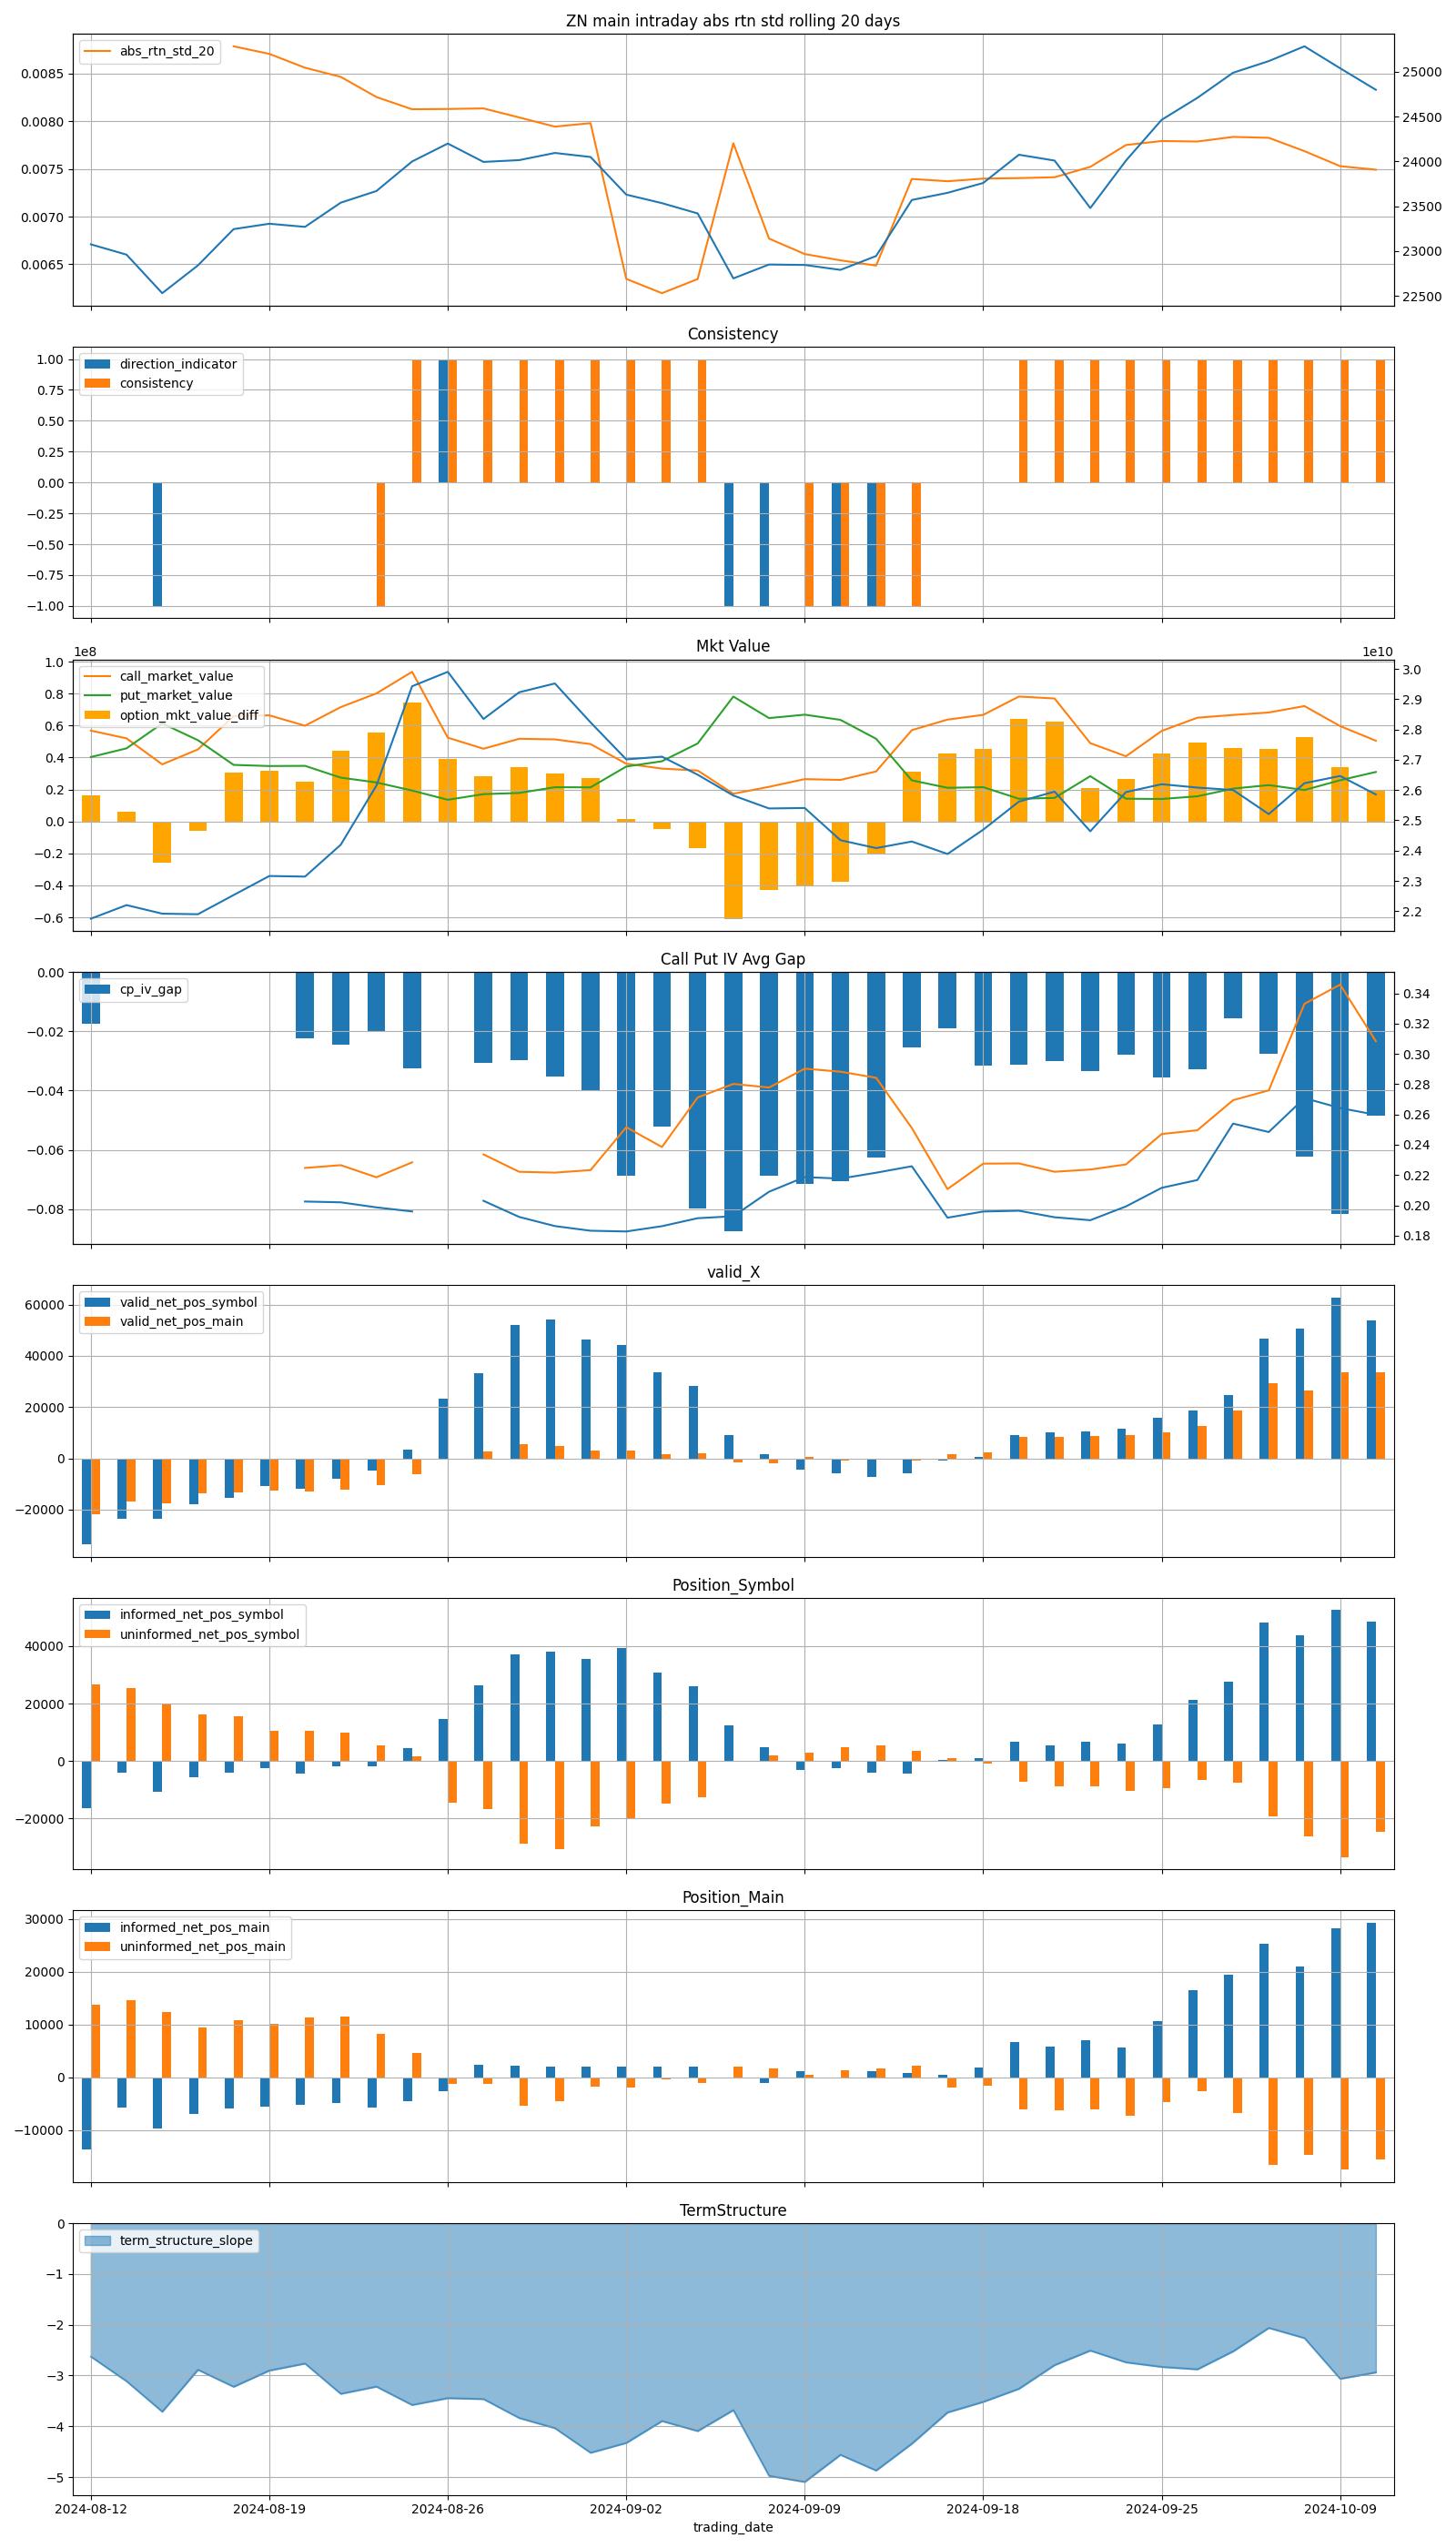 ZN main intraday abs rtn std rolling 20 days
abs_rtn_std_20
0.0085
0.0080
0.0075
0.0070
0.0065
25000
24500
24000
23500
23000
22500
Consistency
direction_indicator
consistency
1.00
0.75
0.50
0.25
0.00
−0.25
−0.50
−0.75
−1.00
Mkt Value
1e8
1e10
call_market_value
put_market_value
option_mkt_value_diff
1.0
0.8
0.6
0.4
0.2
0.0
−0.2
−0.4
−0.6
3.0
2.9
2.8
2.7
2.6
2.5
2.4
2.3
2.2
Call Put IV Avg Gap
cp_iv_gap
0.00
−0.02
−0.04
−0.06
−0.08
0.34
0.32
0.30
0.28
0.26
0.24
0.22
0.20
0.18
valid_X
valid_net_pos_symbol
valid_net_pos_main
60000
40000
20000
0
−20000
Position_Symbol
informed_net_pos_symbol
uninformed_net_pos_symbol
40000
20000
0
−20000
Position_Main
informed_net_pos_main
uninformed_net_pos_main
30000
20000
10000
0
−10000
TermStructure
term_structure_slope
0
−1
−2
−3
−4
−5
2024-08-12 2024-08-19 2024-08-26 2024-09-02 2024-09-09 2024-09-18 2024-09-25 2024-10-09
trading_date